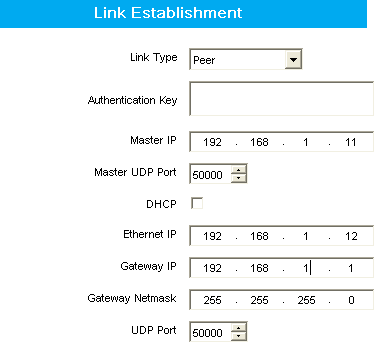 Link Establishment
Link Type Peer
Authentication Key
Master IP 192 . 168 . 1 . 11
Master UDP Port 50000
DHCP
Ethernet IP 192 . 168 . 1 . 12
Gateway IP 192 . 168 . 1 . 1
Gateway Netmask 255 . 255 . 255 . 0
UDP Port 50000